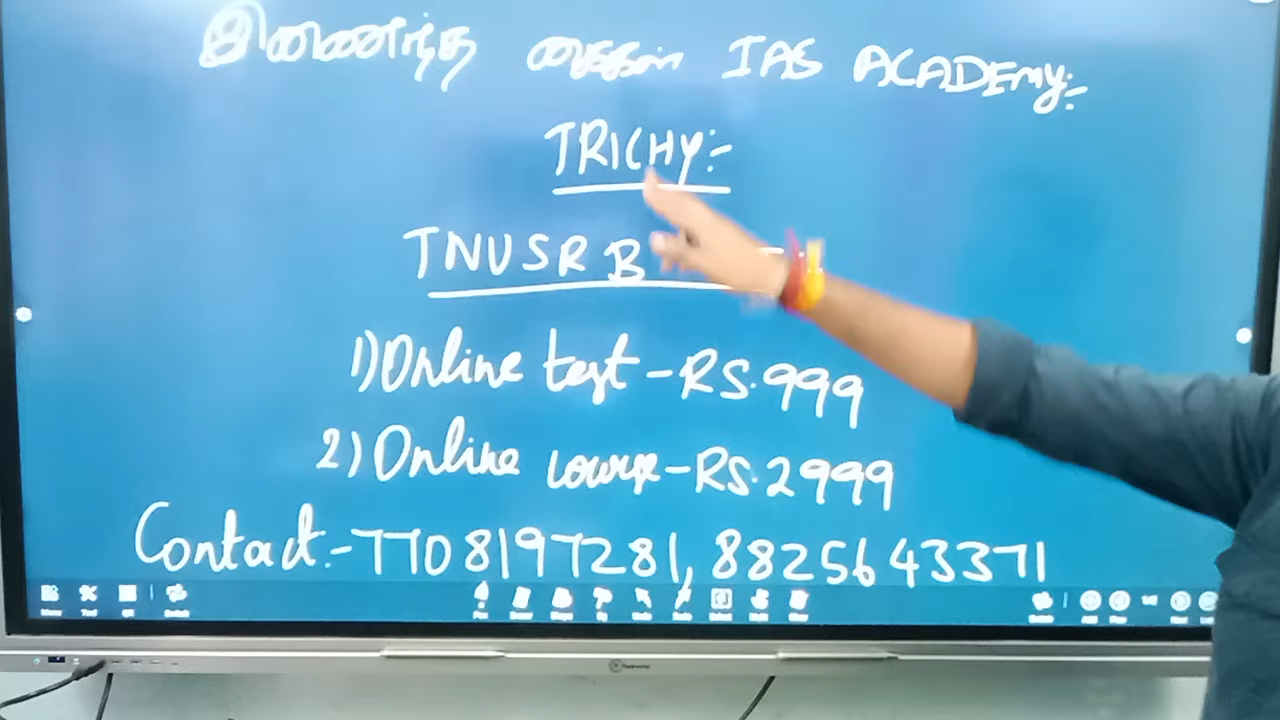 IAS ACADEMY:-
TRICHY:-
TNUSRB
1) Online test - RS. 999
2) Online course - RS. 2999
Contact:- 7708197281, 8825643371